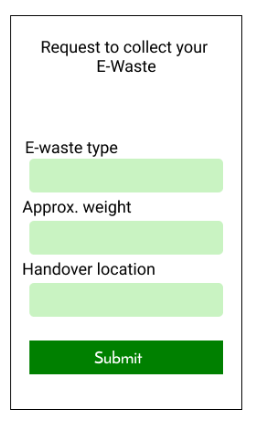 Request to collect your
E-Waste
E-waste type
Approx. weight
Handover location
Submit